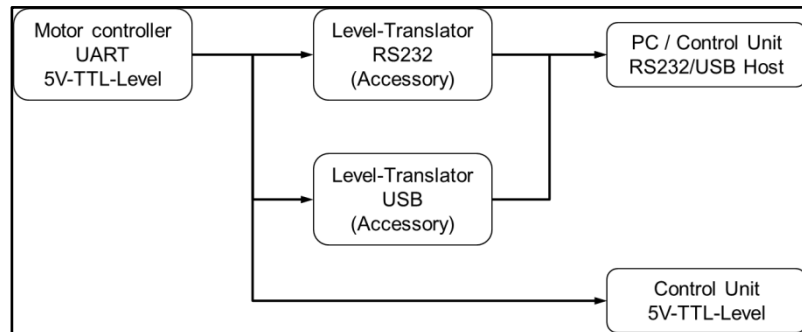 Motor controller
UART
5V-TTL-Level
Level-Translator
RS232
(Accessory)
PC / Control Unit
RS232/USB Host
Level-Translator
USB
(Accessory)
Control Unit
5V-TTL-Level